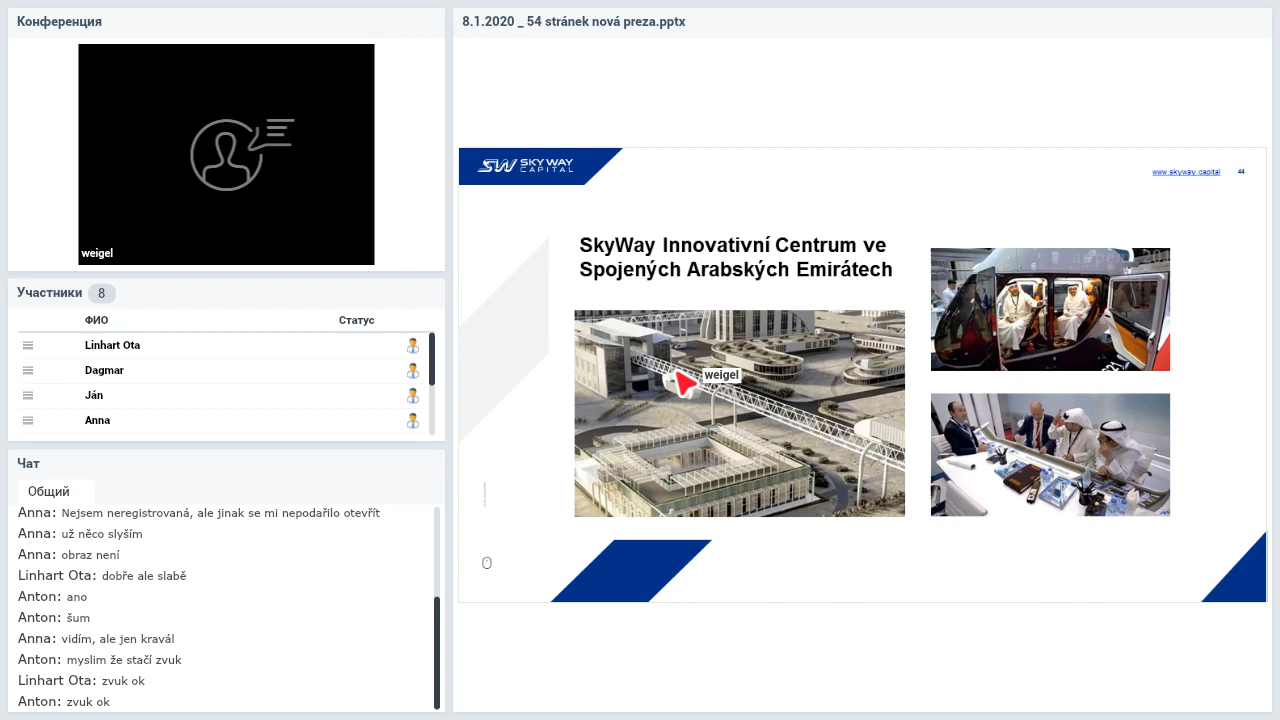 Конференция
weigel
Участники 8
ФИО Статус
Linhart Ota
Dagmar
Ján
Anna
Чат
Общий
Anna: Nejsem neregistrovaná, ale jinak se mi nepodařilo otevřít
Anna: už něco slyším
Anna: obraz není
Linhart Ota: dobře ale slabě
Anton: ano
Anton: šum
Anna: vidím, ale jen kravál
Anton: myslim že stačí zvuk
Linhart Ota: zvuk ok
Anton: zvuk ok
8.1.2020 _ 54 stránek nová preza.pptx
SW SKY WAY
CAPITAL
www.skyway.capital 44
SkyWay Innovativní Centrum ve
Spojených Arabských Emirátech
weigel